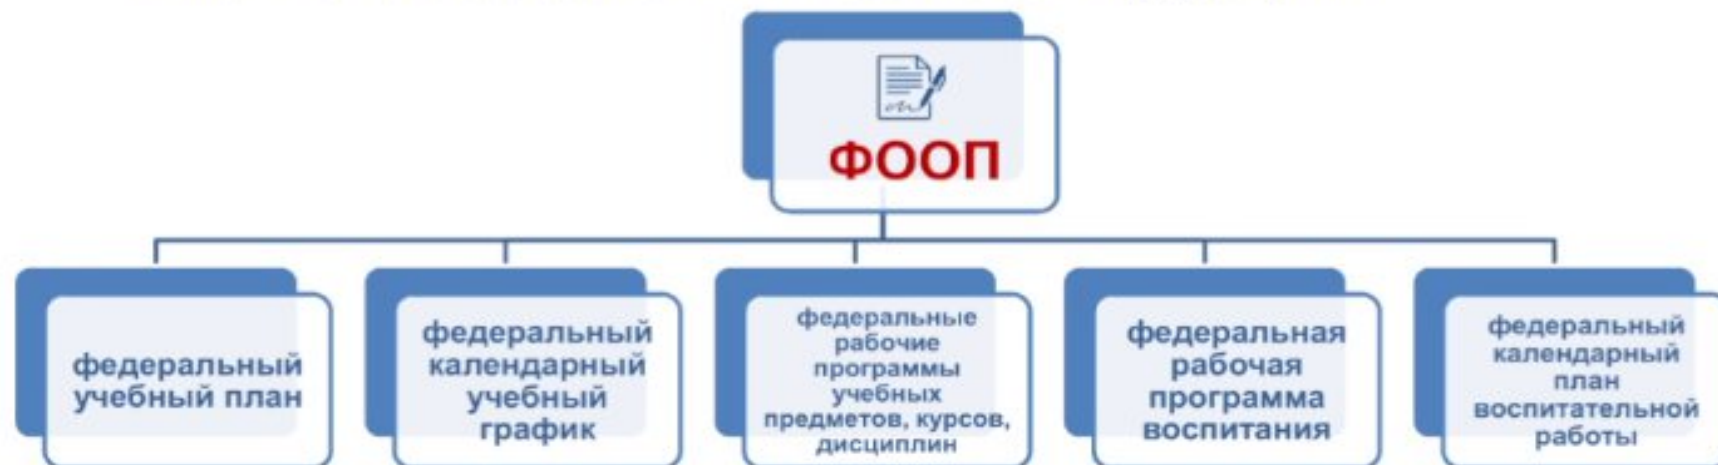 ФООП
федеральный
учебный план
федеральный
календарный
учебный
график
федеральные
рабочие
программы
учебных
предметов, курсов,
дисциплин
федеральная
рабочая
программа
воспитания
федеральный
календарный
план
воспитательной
работы